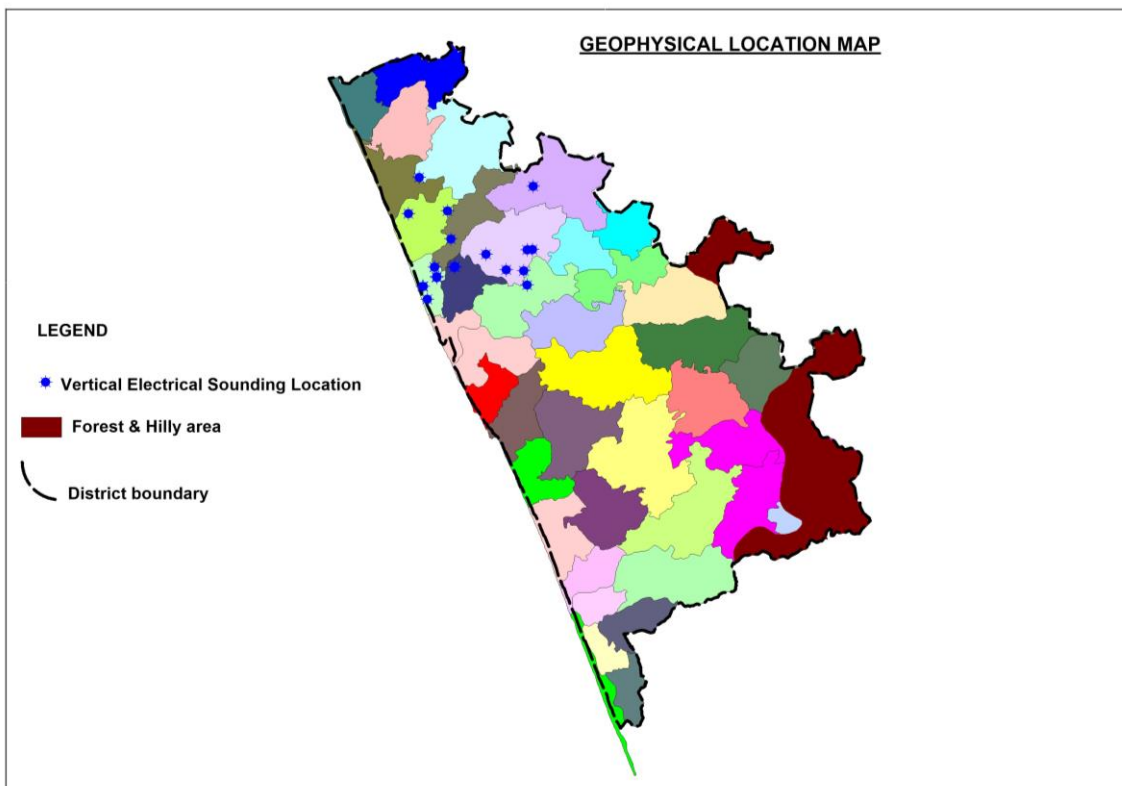 GEOPHYSICAL LOCATION MAP
LEGEND
Vertical Electrical Sounding Location
Forest & Hilly area
District boundary